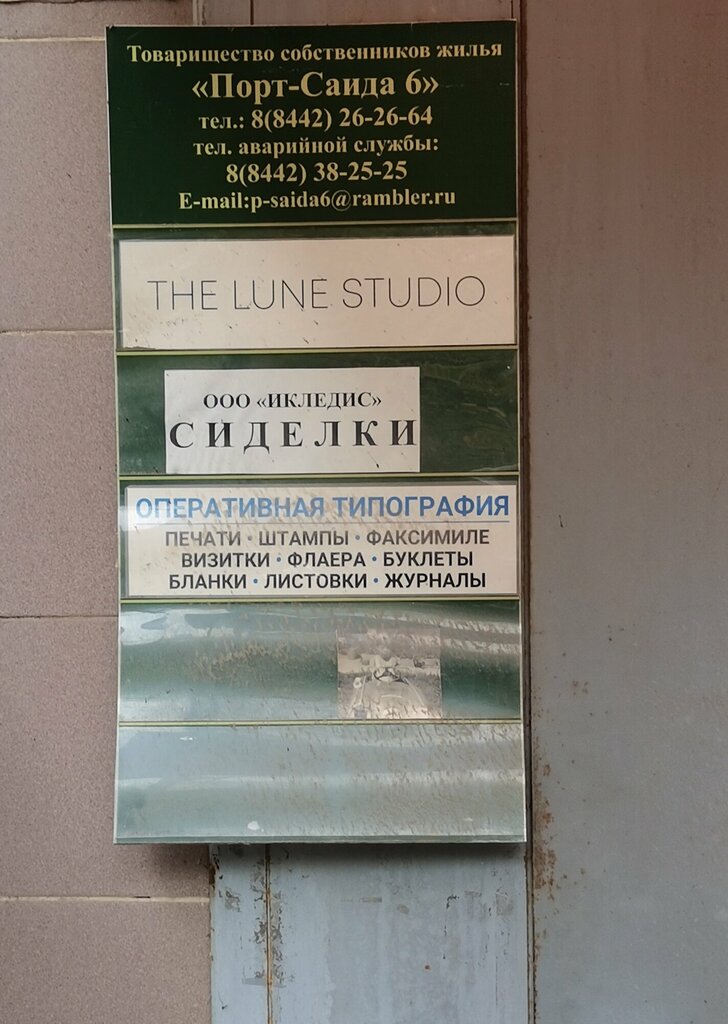 Товарищество собственников жилья
«Порт-Саида 6»
тел.: 8(8442) 26-26-64
тел. аварийной службы:
8(8442) 38-25-25
E-mail:p-saida6@rambler.ru
THE LUNE STUDIO
ООО «ИКЛЕДИС»
СИДЕЛКИ
ОПЕРАТИВНАЯ ТИПОГРАФИЯ
ПЕЧАТИ • ШТАМПЫ • ФАКСИМИЛЕ
ВИЗИТКИ • ФЛАЕРА • БУКЛЕТЫ
БЛАНКИ • ЛИСТОВКИ • ЖУРНАЛЫ